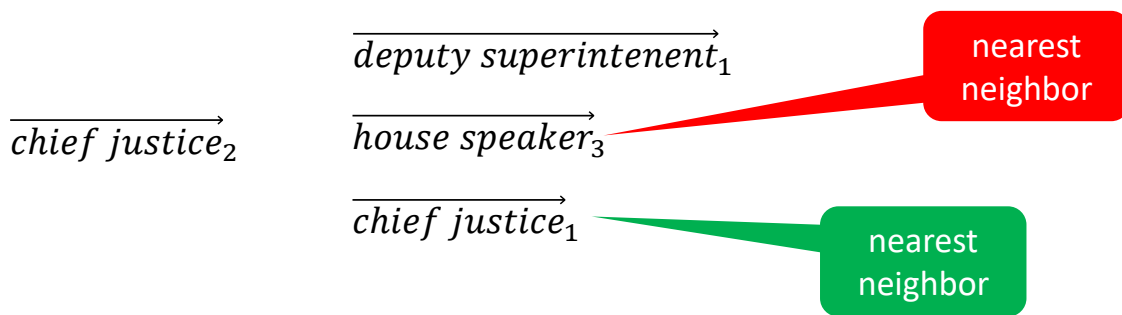 deputy superintenent₁
nearest
neighbor
chief justice₂
house speaker₃
chief justice₁
nearest
neighbor